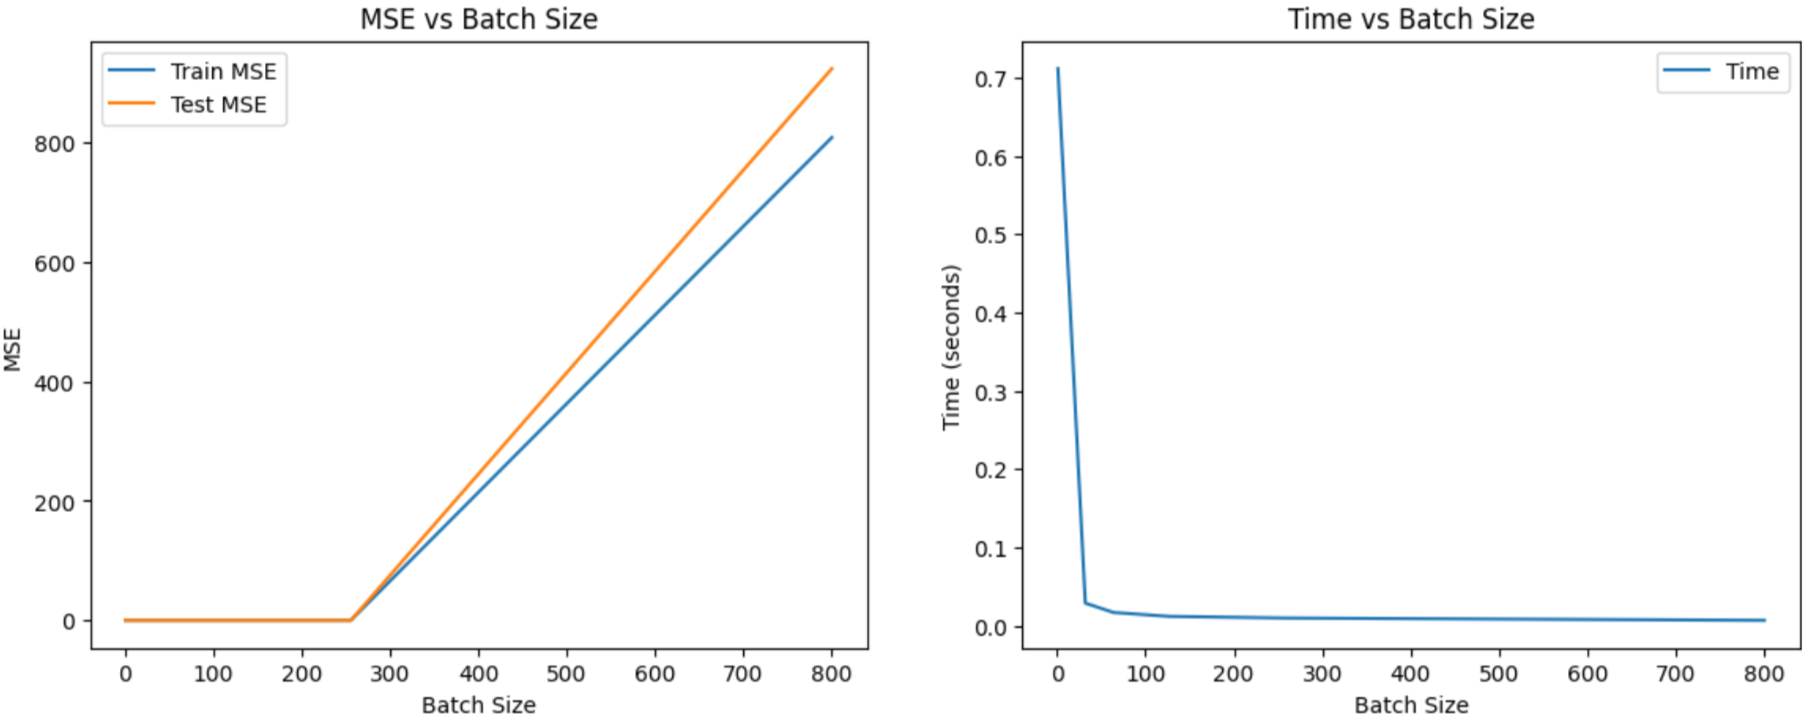 MSE vs Batch Size
Train MSE
Test MSE
800
600
400
200
0
MSE
0 100 200 300 400 500 600 700 800
Batch Size
Time vs Batch Size
Time
0.7
0.6
0.5
0.4
0.3
0.2
0.1
0.0
Time (seconds)
0 100 200 300 400 500 600 700 800
Batch Size